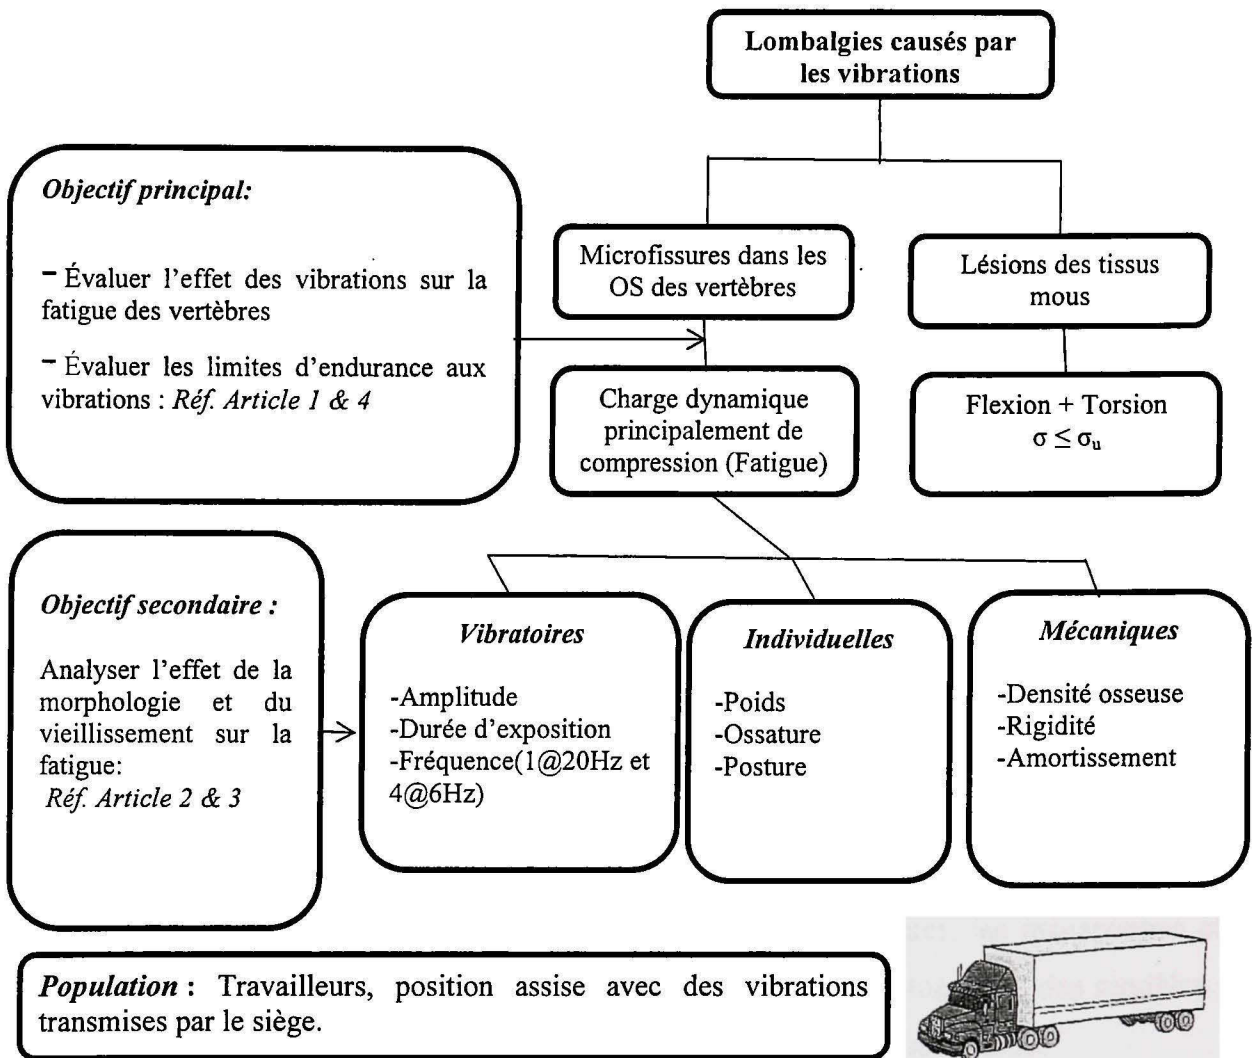 Lombalgies causés par
les vibrations
Objectif principal:
- Évaluer l'effet des vibrations sur la
fatigue des vertèbres
- Évaluer les limites d'endurance aux
vibrations : Réf. Article 1 & 4
Microfissures dans les
OS des vertèbres
Lésions des tissus
mous
Charge dynamique
principalement de
compression (Fatigue)
Flexion + Torsion
σ ≤ σu
Objectif secondaire :
Analyser l'effet de la
morphologie et du
vieillissement sur la
fatigue:
Réf. Article 2 & 3
Vibratoires
-Amplitude
-Durée d'exposition
-Fréquence(1@20Hz et
4@6Hz)
Individuelles
-Poids
-Ossature
-Posture
Mécaniques
-Densité osseuse
-Rigidité
-Amortissement
Population : Travailleurs, position assise avec des vibrations
transmises par le siège.